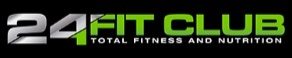 24FIT CLUB
TOTAL FITNESS AND NUTRITION